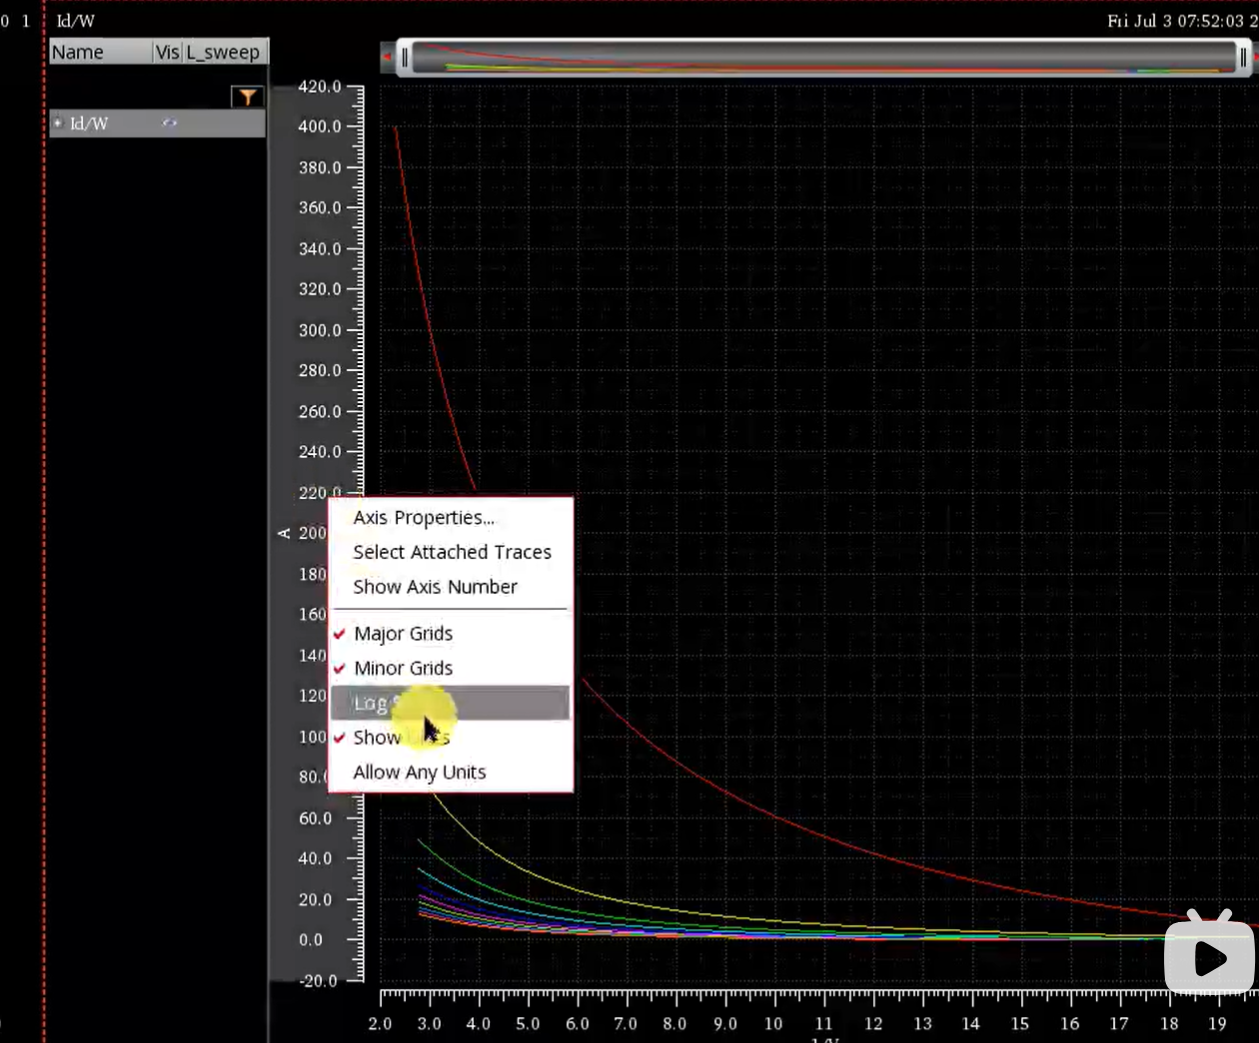 0 1 Id/W Fri Jul 3 07:52:03 2
Name Vis L_sweep
Id/W
420.0
400.0
380.0
360.0
340.0
320.0
300.0
280.0
260.0
240.0
220.0
A 200
180
160
140
120
100
80.
60.0
40.0
20.0
0.0
-20.0
Axis Properties...
Select Attached Traces
Show Axis Number
Major Grids
Minor Grids
Log
Show
Allow Any Units
2.0 3.0 4.0 5.0 6.0 7.0 8.0 9.0 10 11 12 13 14 15 16 17 18 19